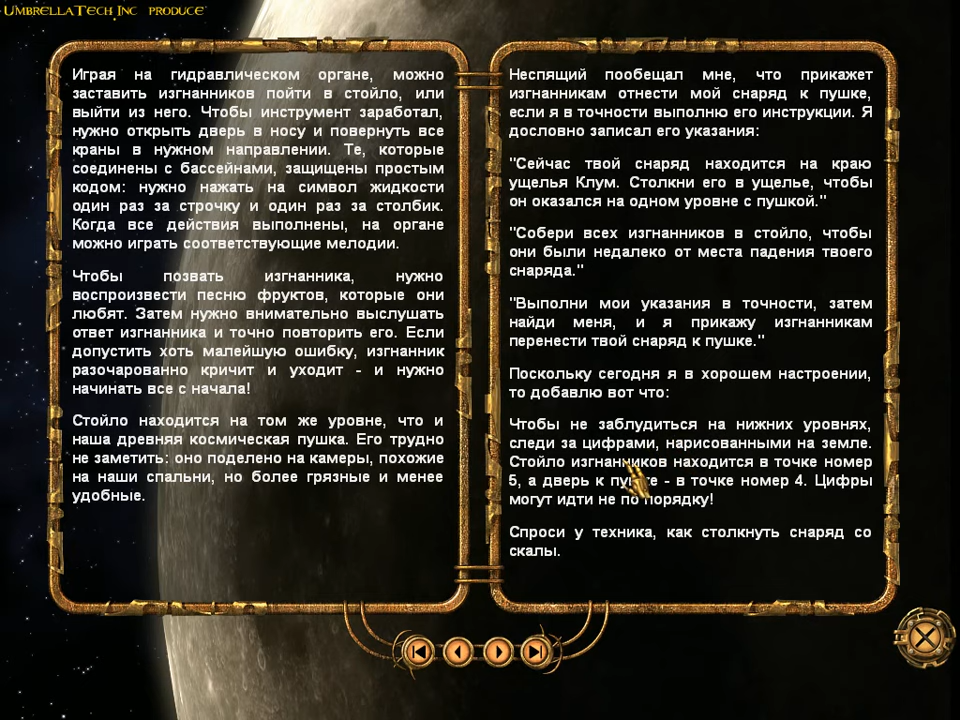 UmbrellaTech Inc produce
Играя на гидравлическом органе, можно
заставить изгнанников пойти в стойло, или
выйти из него. Чтобы инструмент заработал,
нужно открыть дверь в носу и повернуть все
краны в нужном направлении. Те, которые
соединены с бассейнами, защищены простым
кодом: нужно нажать на символ жидкости
один раз за строчку и один раз за столбик.
Когда все действия выполнены, на органе
можно играть соответствующие мелодии.
Чтобы позвать изгнанника, нужно
воспроизвести песню фруктов, которые они
любят. Затем нужно внимательно выслушать
ответ изгнанника и точно повторить его. Если
допустить хоть малейшую ошибку, изгнанник
разочарованно кричит и уходит - и нужно
начинать все с начала!
Стойло находится на том же уровне, что и
наша древняя космическая пушка. Его трудно
не заметить: оно поделено на камеры, похожие
на наши спальни, но более грязные и менее
удобные.
Неспящий пообещал мне, что прикажет
изгнанникам отнести мой снаряд к пушке,
если я в точности выполню его инструкции. Я
дословно записал его указания:
"Сейчас твой снаряд находится на краю
ущелья Клум. Столкни его в ущелье, чтобы
он оказался на одном уровне с пушкой."
"Собери всех изгнанников в стойло, чтобы
они были недалеко от места падения твоего
снаряда."
"Выполни мои указания в точности, затем
найди меня, и я прикажу изгнанникам
перенести твой снаряд к пушке."
Поскольку сегодня я в хорошем настроении,
то добавлю вот что:
Чтобы не заблудиться на нижних уровнях,
следи за цифрами, нарисованными на земле.
Стойло изгнанников находится в точке номер
5, а дверь к пушке - в точке номер 4. Цифры
могут идти не по порядку!
Спроси у техника, как столкнуть снаряд со
скалы.